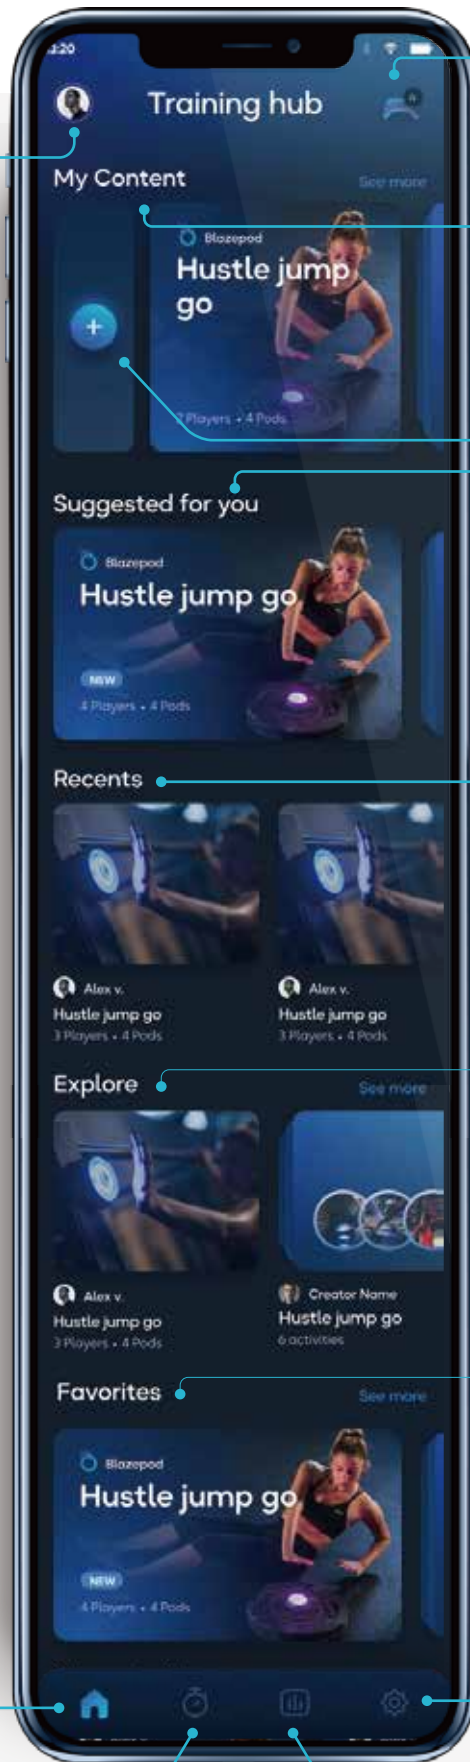 Training hub
My Content
See more
Blazepod
Hustle jump
go
Players • 4 Pods
Suggested for you
Blazepod
Hustle jump go
NEW
4 Players • 4 Pods
Recents
Alex v.
Hustle jump go
3 Players • 4 Pods
Alex v.
Hustle jump go
3 Players • 4 Pods
Explore
See more
Alex v.
Hustle jump go
3 Players • 4 Pods
Creator Name
Hustle jump go
6 activities
Favorites
See more
Blazepod
Hustle jump go
NEW
4 Players • 4 Pods